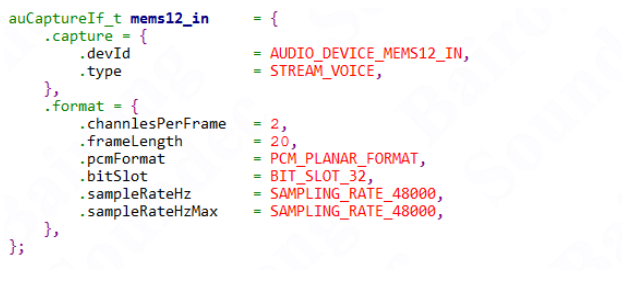 auCaptureIf_t mems12_in = {
.capture = {
.devId = AUDIO_DEVICE_MEMS12_IN,
.type = STREAM_VOICE,
},
.format = {
.channlesPerFrame = 2,
.frameLength = 20,
.pcmFormat = PCM_PLANAR_FORMAT,
.bitSlot = BIT_SLOT_32,
.sampleRateHz = SAMPLING_RATE_48000,
.sampleRateHzMax = SAMPLING_RATE_48000,
},
};